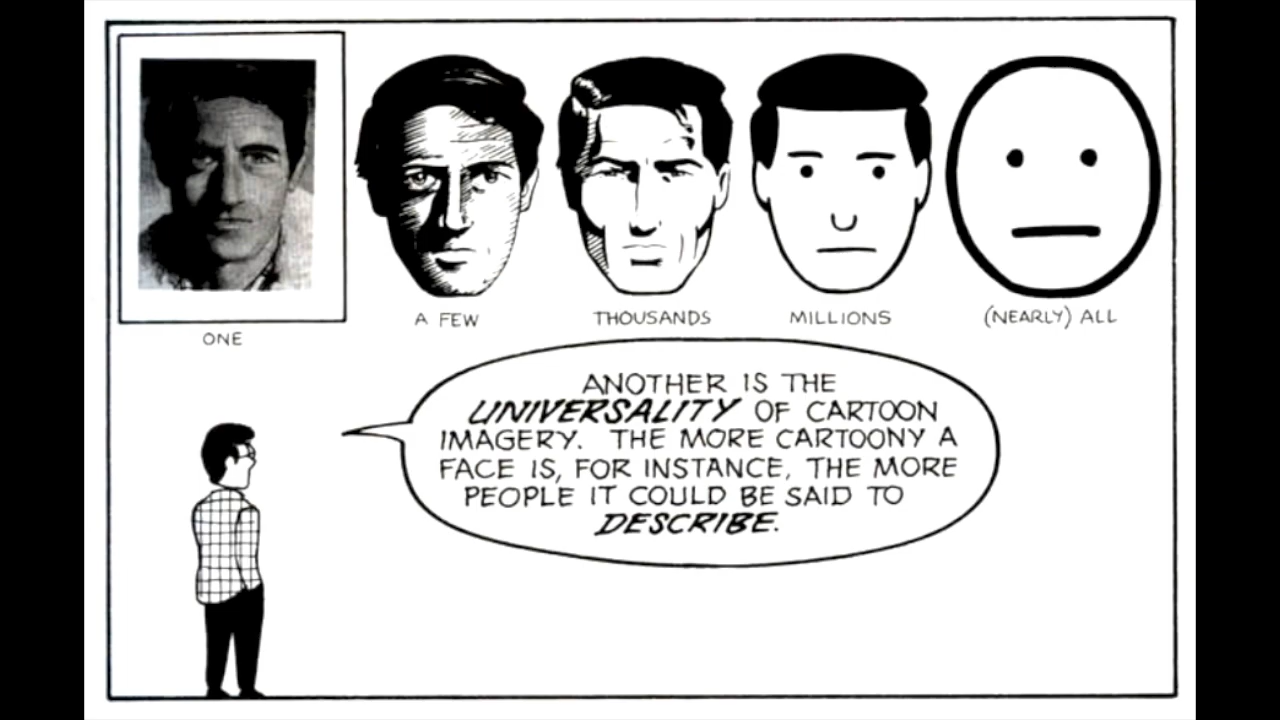 ONE
A FEW
THOUSANDS
MILLIONS
(NEARLY) ALL
ANOTHER IS THE
UNIVERSALITY OF CARTOON
IMAGERY. THE MORE CARTOONY A
FACE IS, FOR INSTANCE, THE MORE
PEOPLE IT COULD BE SAID TO
DESCRIBE.